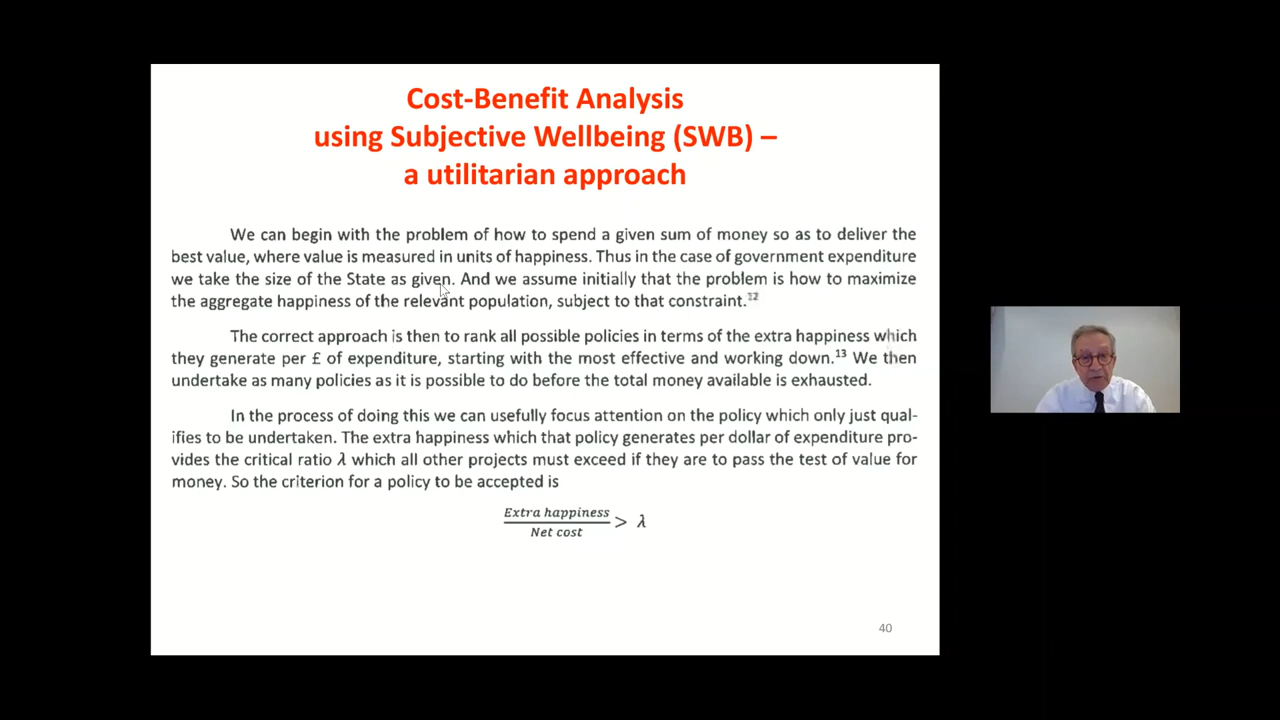 Cost-Benefit Analysis
using Subjective Wellbeing (SWB) –
a utilitarian approach
We can begin with the problem of how to spend a given sum of money so as to deliver the
best value, where value is measured in units of happiness. Thus in the case of government expenditure
we take the size of the State as given. And we assume initially that the problem is how to maximize
the aggregate happiness of the relevant population, subject to that constraint.¹²
The correct approach is then to rank all possible policies in terms of the extra happiness which
they generate per £ of expenditure, starting with the most effective and working down.¹³ We then
undertake as many policies as it is possible to do before the total money available is exhausted.
In the process of doing this we can usefully focus attention on the policy which only just qual-
ifies to be undertaken. The extra happiness which that policy generates per dollar of expenditure pro-
vides the critical ratio λ which all other projects must exceed if they are to pass the test of value for
money. So the criterion for a policy to be accepted is
Extra happiness
Net cost
> λ
40